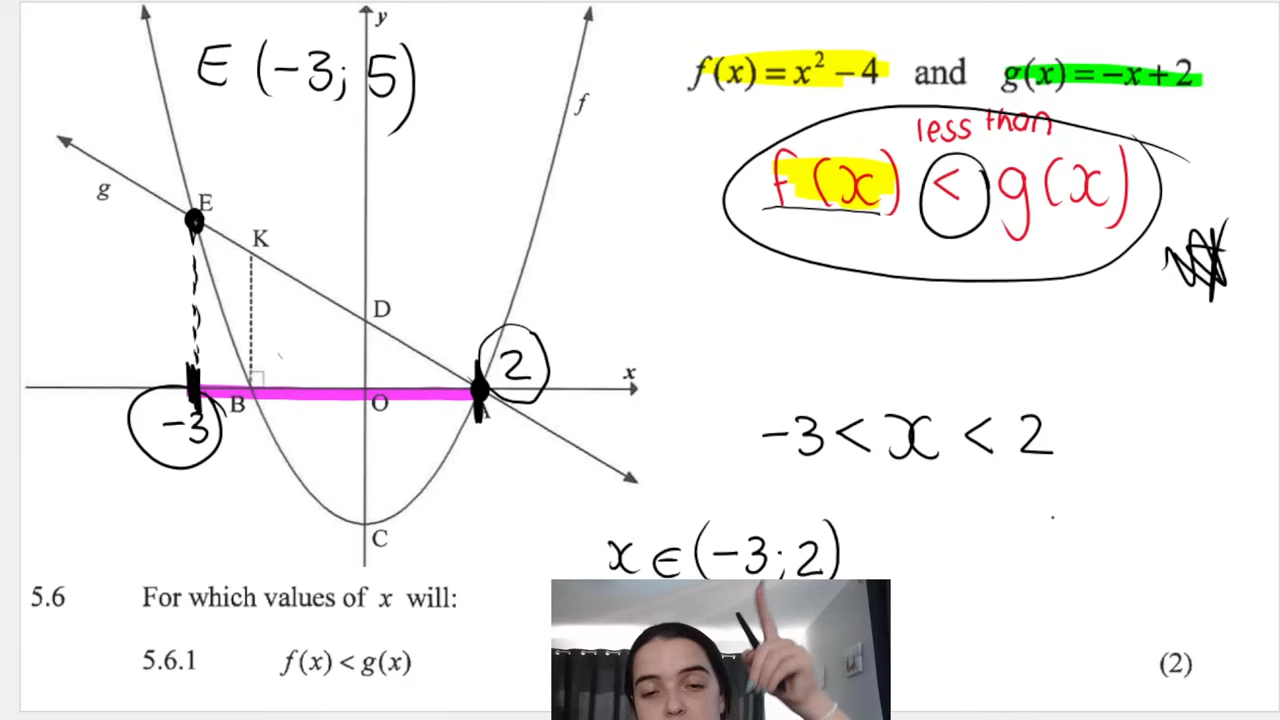 y
E (-3; 5)
f
g
E
K
D
2
x
B
O
A
-3
C
f(x) = x² − 4 and g(x) = −x + 2
less than
f(x) < g(x)
-3 < x < 2
x ∈ (-3; 2)
5.6 For which values of x will:
5.6.1 f(x) < g(x) (2)